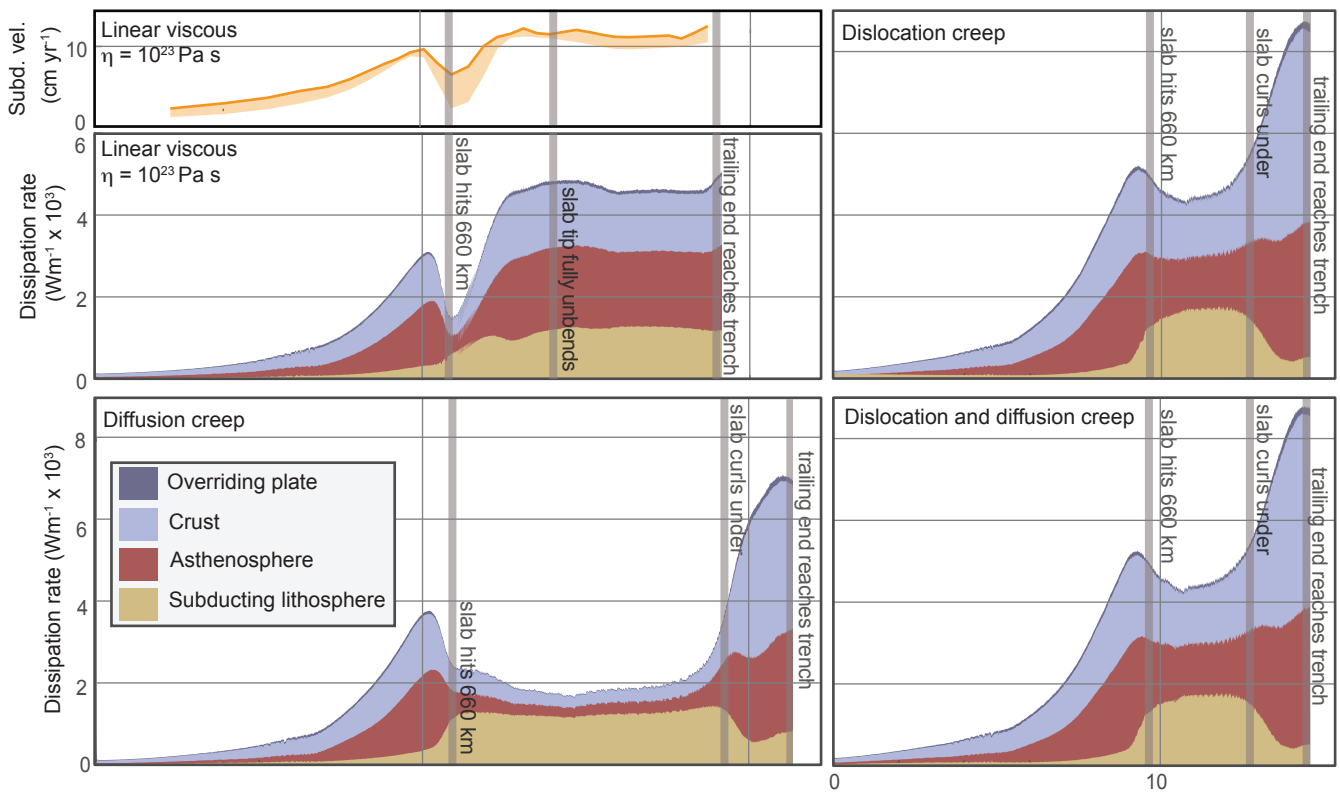 Subd. vel.
(cm yr⁻¹)
10
0
Linear viscous
η = 10²³ Pa s
Dissipation rate
(Wm⁻¹ x 10³)
6
4
2
0
Linear viscous
η = 10²³ Pa s
slab hits 660 km
slab tip fully unbends
trailing end reaches trench
Dislocation creep
slab hits 660 km
slab curls under
trailing end reaches trench
Dissipation rate (Wm⁻¹ x 10³)
8
6
4
2
0
Diffusion creep
Overriding plate
Crust
Asthenosphere
Subducting lithosphere
slab hits 660 km
slab curls under
trailing end reaches trench
Dislocation and diffusion creep
slab hits 660 km
slab curls under
trailing end reaches trench
0
10